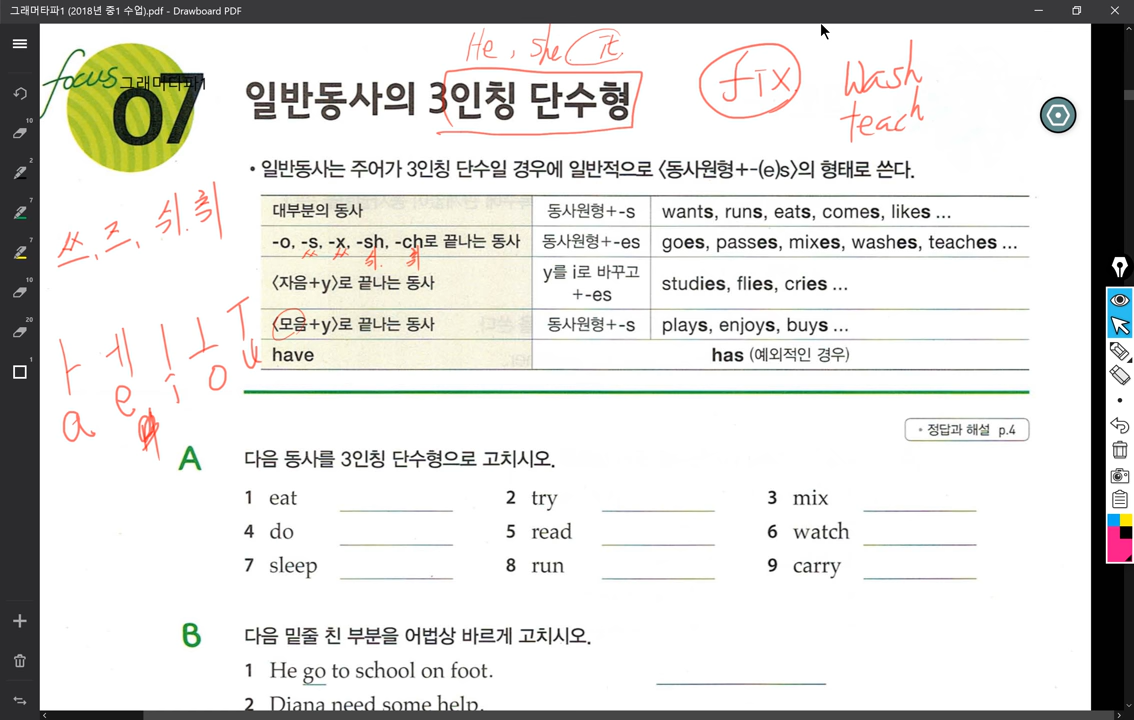 그래머타파1 (2018년 중1 수업).pdf - Drawboard PDF
He, she it
fix
wash
teach
focus
그래머타파1
07
일반동사의 3인칭 단수형
• 일반동사는 주어가 3인칭 단수일 경우에 일반적으로 〈동사원형+-(e)s〉의 형태로 쓴다.
대부분의 동사 동사원형+-s wants, runs, eats, comes, likes ...
-o, -s, -x, -sh, -ch로 끝나는 동사 동사원형+-es goes, passes, mixes, washes, teaches ...
〈자음+y〉로 끝나는 동사 y를 i로 바꾸고 +-es studies, flies, cries ...
〈모음+y〉로 끝나는 동사 동사원형+-s plays, enjoys, buys ...
have has (예외적인 경우)
쓰, 즈, 쉬, 취
ㅏ ㅔ ㅣ ㅗ ㅜ
a e i o u
• 정답과 해설 p.4
A 다음 동사를 3인칭 단수형으로 고치시오.
1 eat 2 try 3 mix
4 do 5 read 6 watch
7 sleep 8 run 9 carry
B 다음 밑줄 친 부분을 어법상 바르게 고치시오.
1 He go to school on foot.
2 Diana need some help.